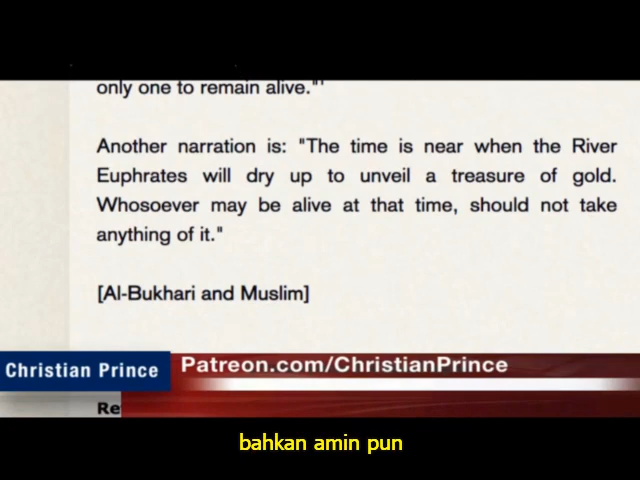 only one to remain alive."'
Another narration is: "The time is near when the River
Euphrates will dry up to unveil a treasure of gold.
Whosoever may be alive at that time, should not take
anything of it."
[Al-Bukhari and Muslim]
Christian Prince
Patreon.com/ChristianPrince
Re
bahkan amin pun